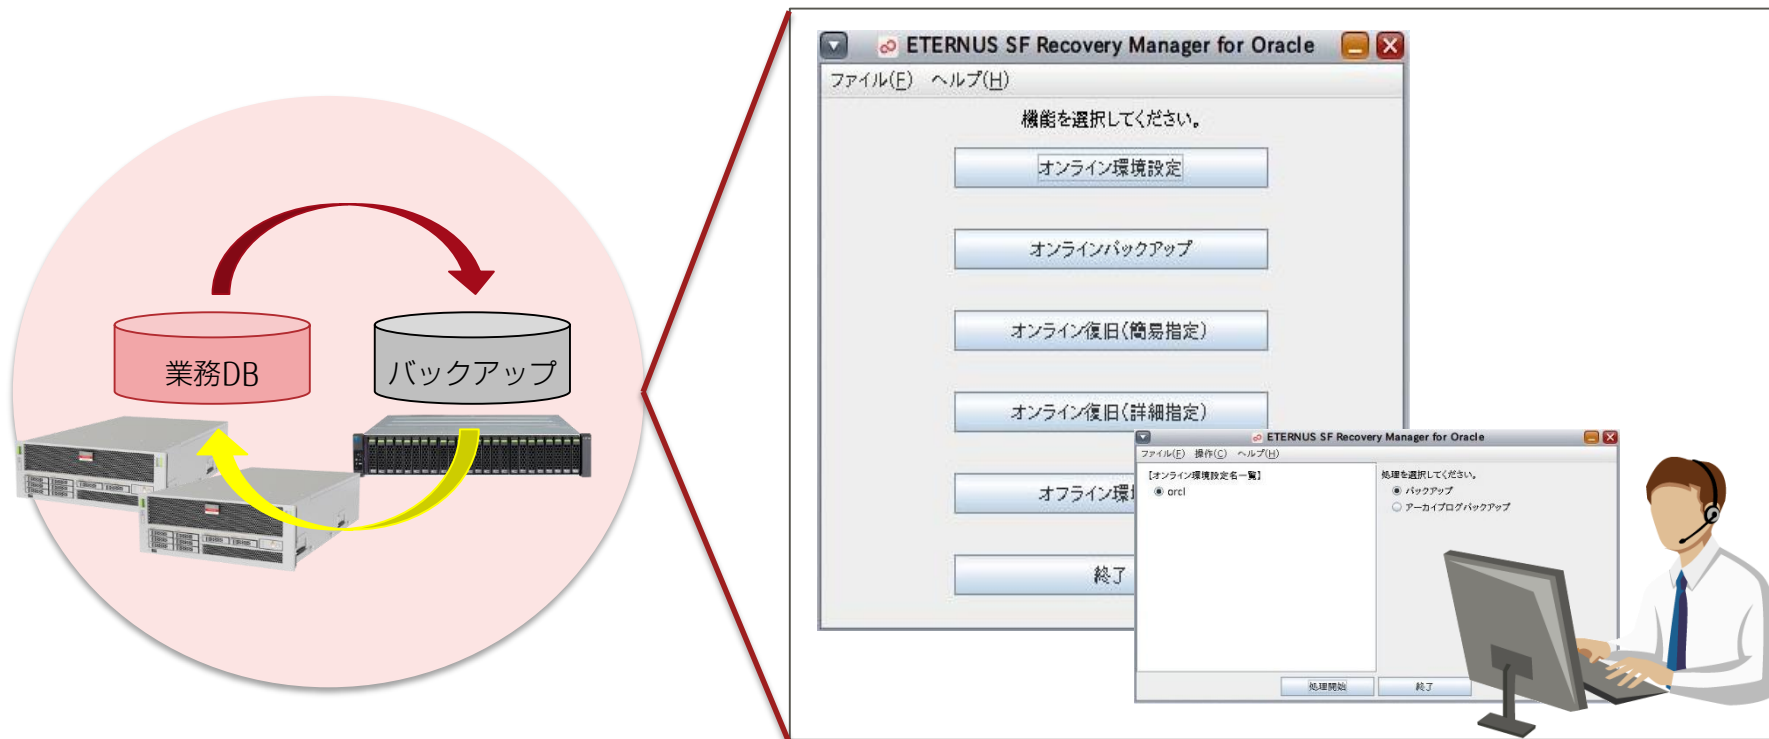 業務DB
バックアップ
ETERNUS SF Recovery Manager for Oracle
ファイル(F) ヘルプ(H)
機能を選択してください。
オンライン環境設定
オンラインバックアップ
オンライン復旧(簡易指定)
オンライン復旧(詳細指定)
オフライン環
終了
ETERNUS SF Recovery Manager for Oracle
ファイル(F) 操作(C) ヘルプ(H)
[オンライン環境設定名一覧]
orcl
処理を選択してください。
バックアップ
アーカイブログバックアップ
処理開始
終了